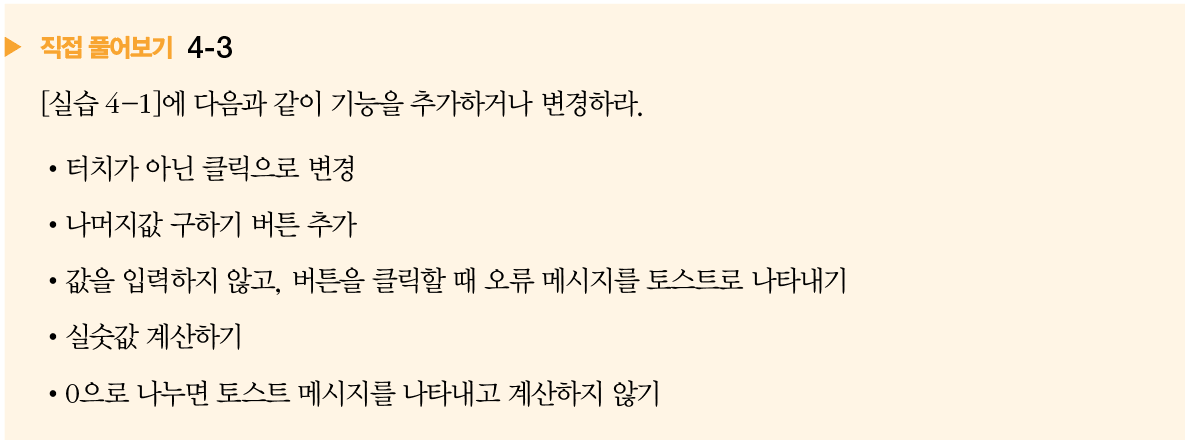 ▶ 직접 풀어보기 4-3
[실습 4-1]에 다음과 같이 기능을 추가하거나 변경하라.
• 터치가 아닌 클릭으로 변경
• 나머지값 구하기 버튼 추가
• 값을 입력하지 않고, 버튼을 클릭할 때 오류 메시지를 토스트로 나타내기
• 실숫값 계산하기
• 0으로 나누면 토스트 메시지를 나타내고 계산하지 않기